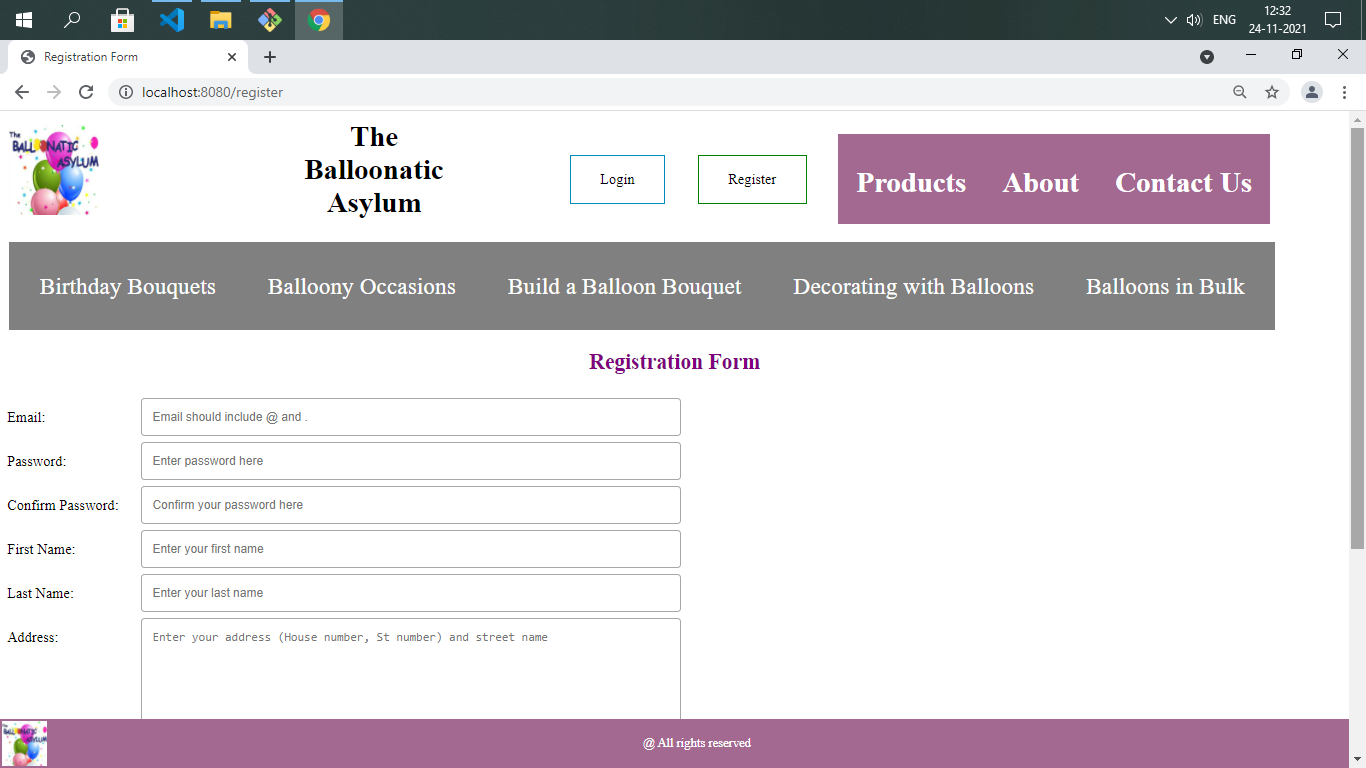 ENG
12:32
24-11-2021
Registration Form
localhost:8080/register
The
BALLOONATIC
ASYLUM
The
Balloonatic
Asylum
Login
Register
Products
About
Contact Us
Birthday Bouquets
Balloony Occasions
Build a Balloon Bouquet
Decorating with Balloons
Balloons in Bulk
Registration Form
Email:
Email should include @ and .
Password:
Enter password here
Confirm Password:
Confirm your password here
First Name:
Enter your first name
Last Name:
Enter your last name
Address:
Enter your address (House number, St number) and street name
The
BALLOONATIC
ASYLUM
@ All rights reserved